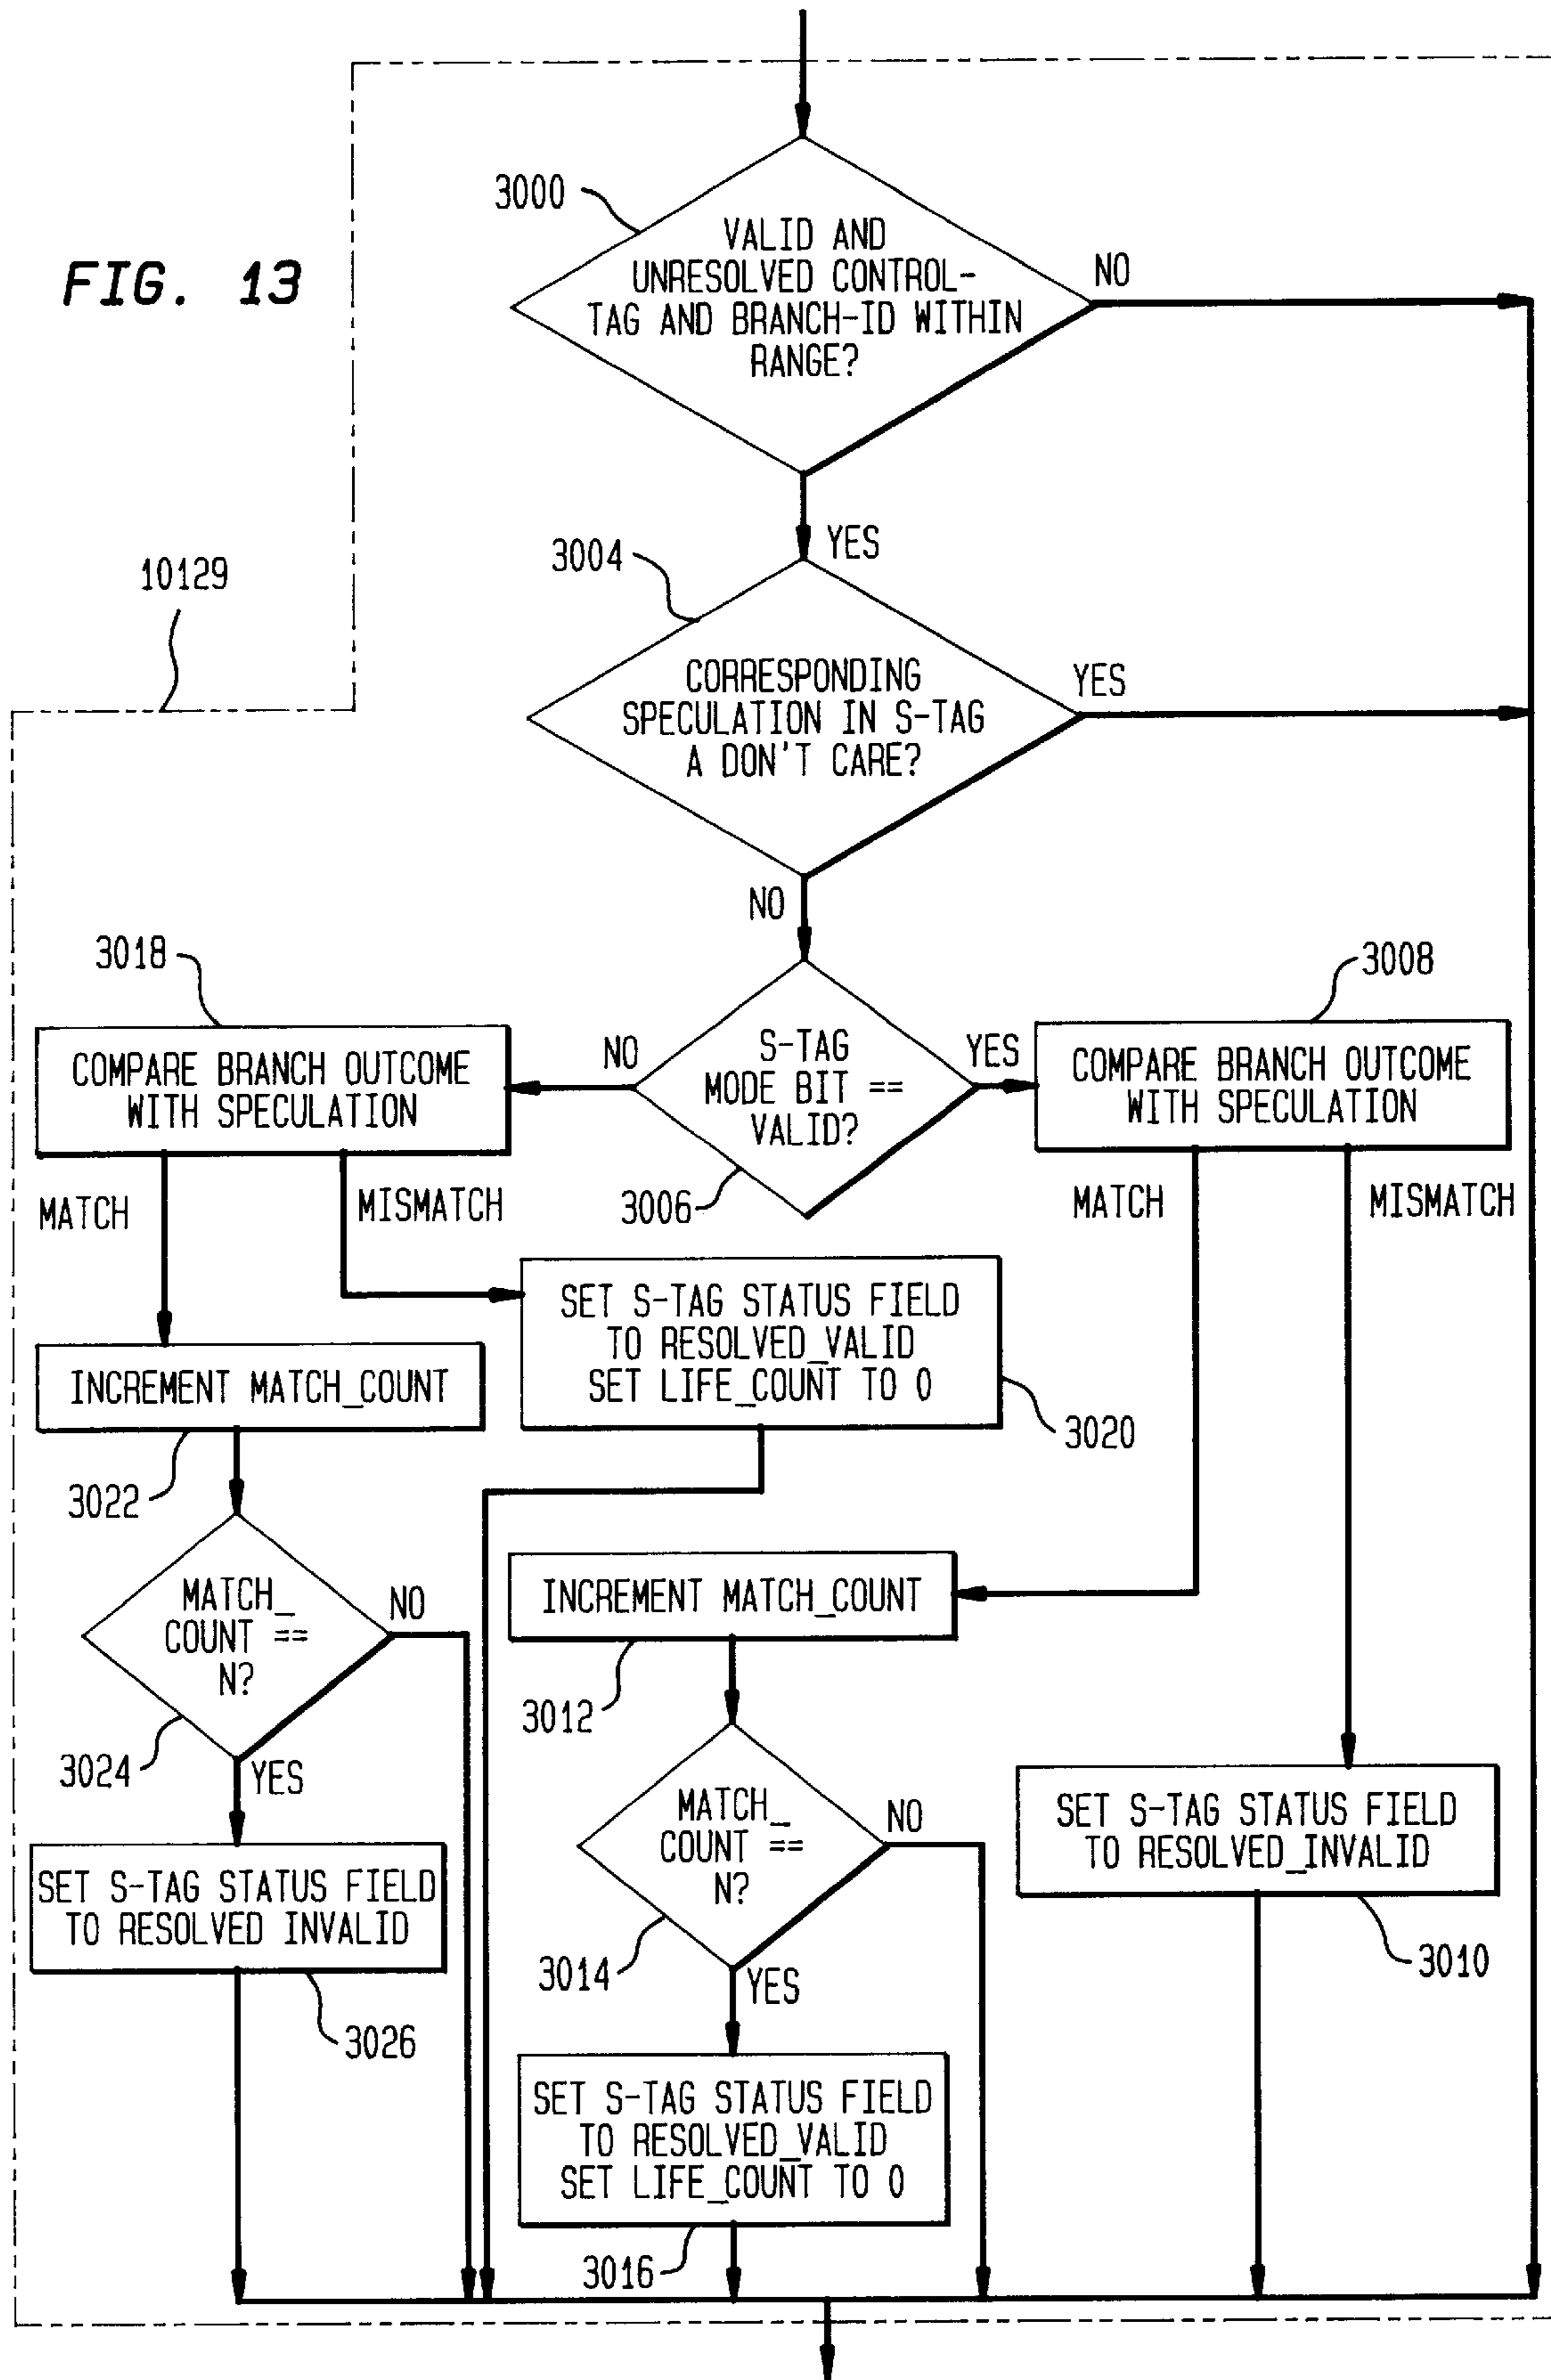 FIG. 13
3000
VALID AND
UNRESOLVED CONTROL-
TAG AND BRANCH-ID WITHIN
RANGE?
NO
YES
3004
10129
CORRESPONDING
SPECULATION IN S-TAG
A DON'T CARE?
YES
NO
3018
3008
COMPARE BRANCH OUTCOME
WITH SPECULATION
NO
S-TAG
MODE BIT ==
VALID?
YES
COMPARE BRANCH OUTCOME
WITH SPECULATION
3006
MATCH
MISMATCH
MATCH
MISMATCH
SET S-TAG STATUS FIELD
TO RESOLVED_VALID
SET LIFE_COUNT TO 0
3020
INCREMENT MATCH_COUNT
3022
MATCH_
COUNT ==
N?
NO
3024
YES
INCREMENT MATCH_COUNT
3012
MATCH_
COUNT ==
N?
NO
3014
YES
SET S-TAG STATUS FIELD
TO RESOLVED_INVALID
3010
SET S-TAG STATUS FIELD
TO RESOLVED INVALID
3026
SET S-TAG STATUS FIELD
TO RESOLVED_VALID
SET LIFE_COUNT TO 0
3016